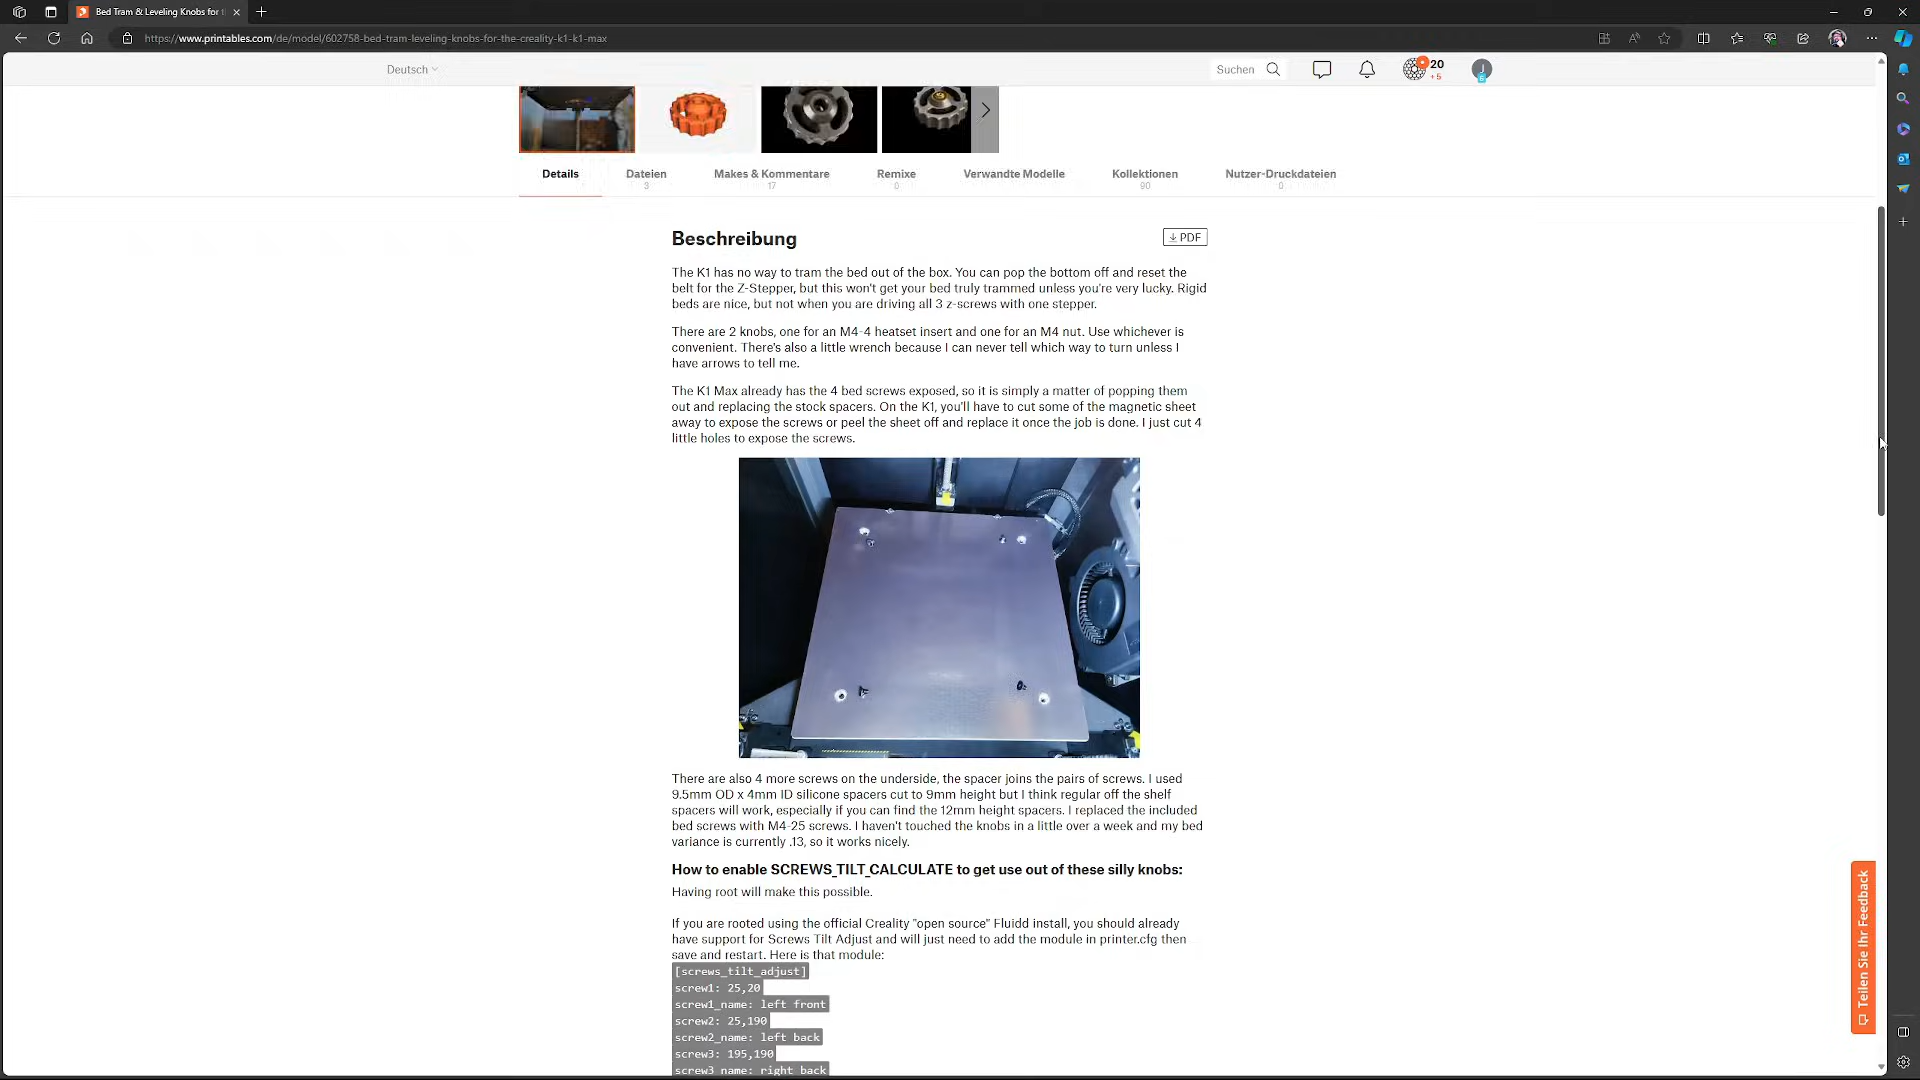 Bed Tram & Leveling Knobs for t
https://www.printables.com/de/model/602758-bed-tram-leveling-knobs-for-the-creality-k1-k1-max
Deutsch
Suchen
20
+5
J
Details
Dateien
3
Makes & Kommentare
17
Remixe
0
Verwandte Modelle
Kollektionen
90
Nutzer-Druckdateien
0
Beschreibung
PDF
The K1 has no way to tram the bed out of the box. You can pop the bottom off and reset the
belt for the Z-Stepper, but this won't get your bed truly trammed unless you're very lucky. Rigid
beds are nice, but not when you are driving all 3 z-screws with one stepper.
There are 2 knobs, one for an M4-4 heatset insert and one for an M4 nut. Use whichever is
convenient. There's also a little wrench because I can never tell which way to turn unless I
have arrows to tell me.
The K1 Max already has the 4 bed screws exposed, so it is simply a matter of popping them
out and replacing the stock spacers. On the K1, you'll have to cut some of the magnetic sheet
away to expose the screws or peel the sheet off and replace it once the job is done. I just cut 4
little holes to expose the screws.
There are also 4 more screws on the underside, the spacer joins the pairs of screws. I used
9.5mm OD x 4mm ID silicone spacers cut to 9mm height but I think regular off the shelf
spacers will work, especially if you can find the 12mm height spacers. I replaced the included
bed screws with M4-25 screws. I haven't touched the knobs in a little over a week and my bed
variance is currently .13, so it works nicely.
How to enable SCREWS_TILT_CALCULATE to get use out of these silly knobs:
Having root will make this possible.
If you are rooted using the official Creality "open source" Fluidd install, you should already
have support for Screws Tilt Adjust and will just need to add the module in printer.cfg then
save and restart. Here is that module:
[screws_tilt_adjust]
screw1: 25,20
screw1_name: left front
screw2: 25,190
screw2_name: left back
screw3: 195,190
screw3_name: right back
Teilen Sie Ihr Feedback